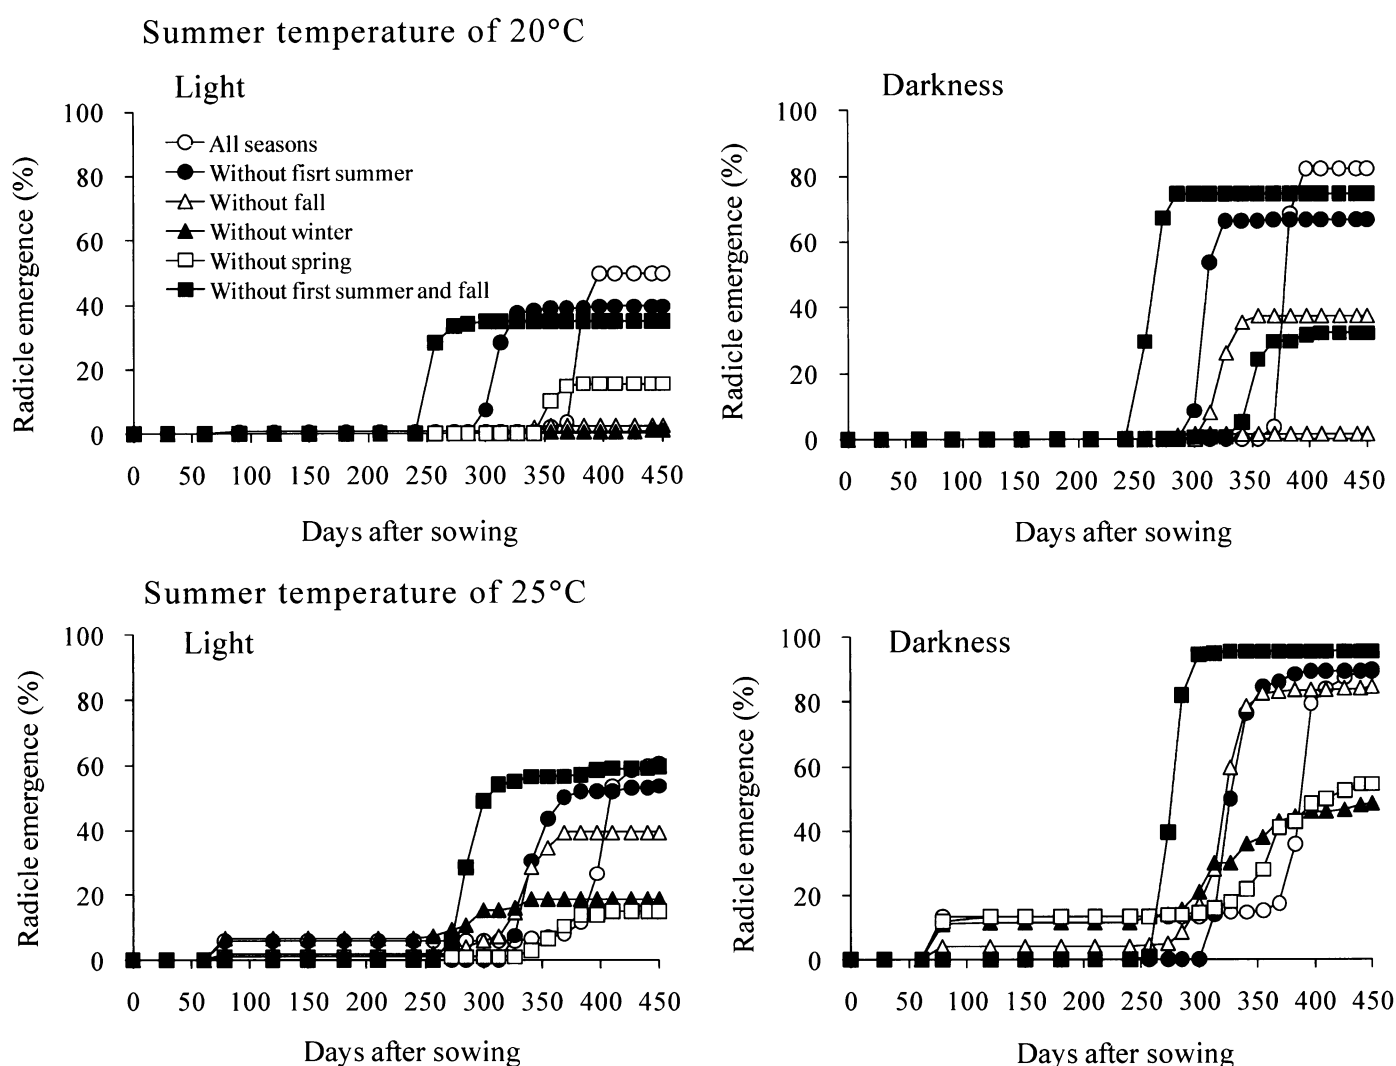 Summer temperature of 20°C
Light
Radicle emergence (%)
100
80
60
40
20
0
All seasons
Without fisrt summer
Without fall
Without winter
Without spring
Without first summer and fall
0 50 100 150 200 250 300 350 400 450
Days after sowing
Darkness
Radicle emergence (%)
100
80
60
40
20
0
0 50 100 150 200 250 300 350 400 450
Days after sowing
Summer temperature of 25°C
Light
Radicle emergence (%)
100
80
60
40
20
0
0 50 100 150 200 250 300 350 400 450
Days after sowing
Darkness
Radicle emergence (%)
100
80
60
40
20
0
0 50 100 150 200 250 300 350 400 450
Days after sowing